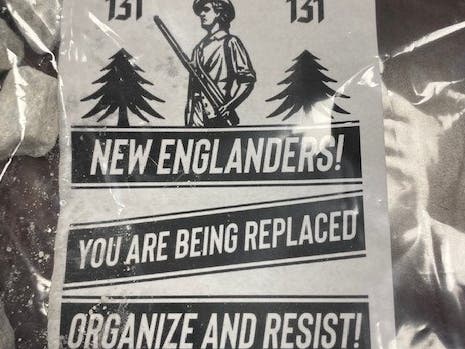 131 131
NEW ENGLANDERS!
YOU ARE BEING REPLACED
ORGANIZE AND RESIST!